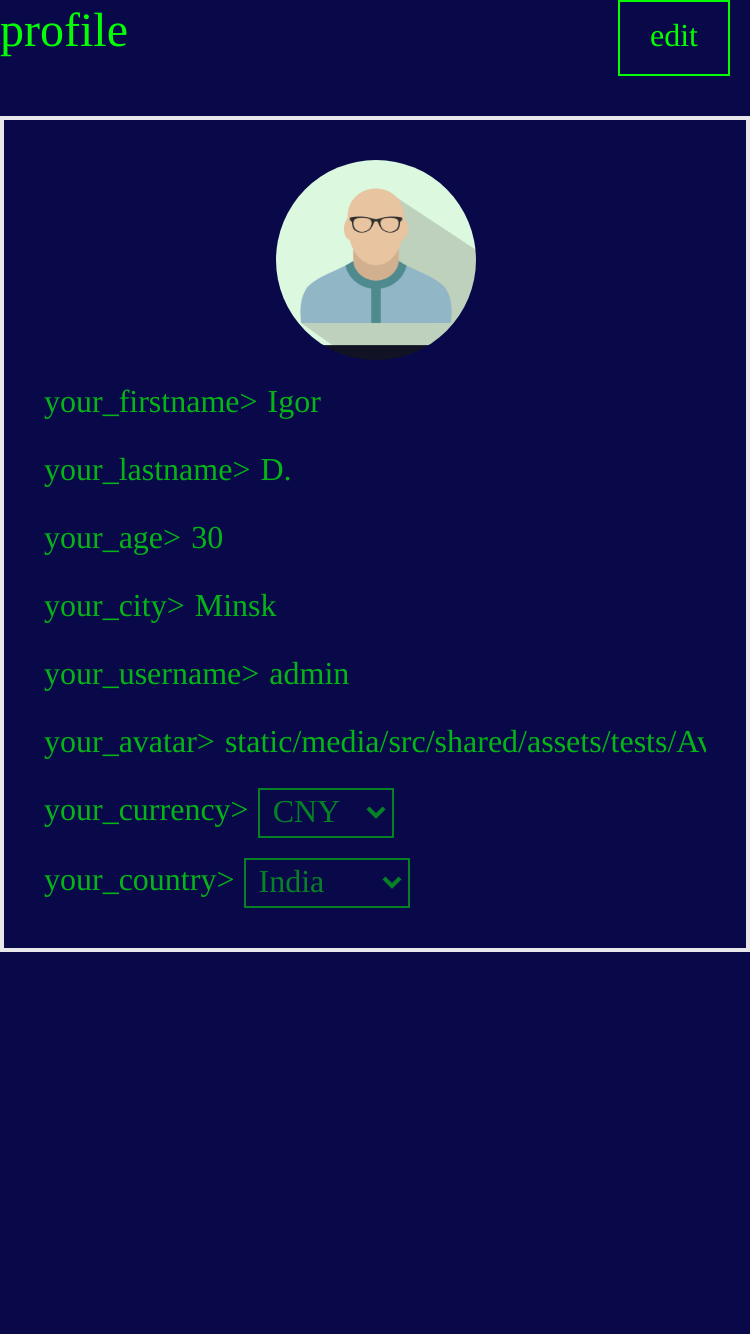 profile
edit
your_firstname> Igor
your_lastname> D.
your_age> 30
your_city> Minsk
your_username> admin
your_avatar> static/media/src/shared/assets/tests/Av
your_currency> CNY
your_country> India